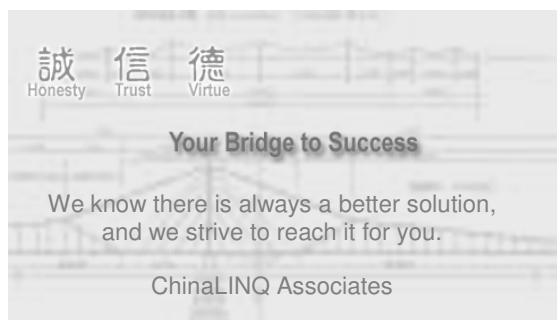 誠 信 德
Honesty Trust Virtue
Your Bridge to Success
We know there is always a better solution,
and we strive to reach it for you.
ChinaLINQ Associates